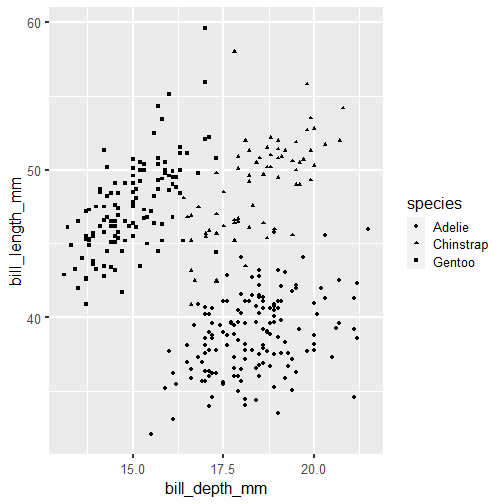 60
50
40
bill_length_mm
15.0
17.5
20.0
bill_depth_mm
species
Adelie
Chinstrap
Gentoo